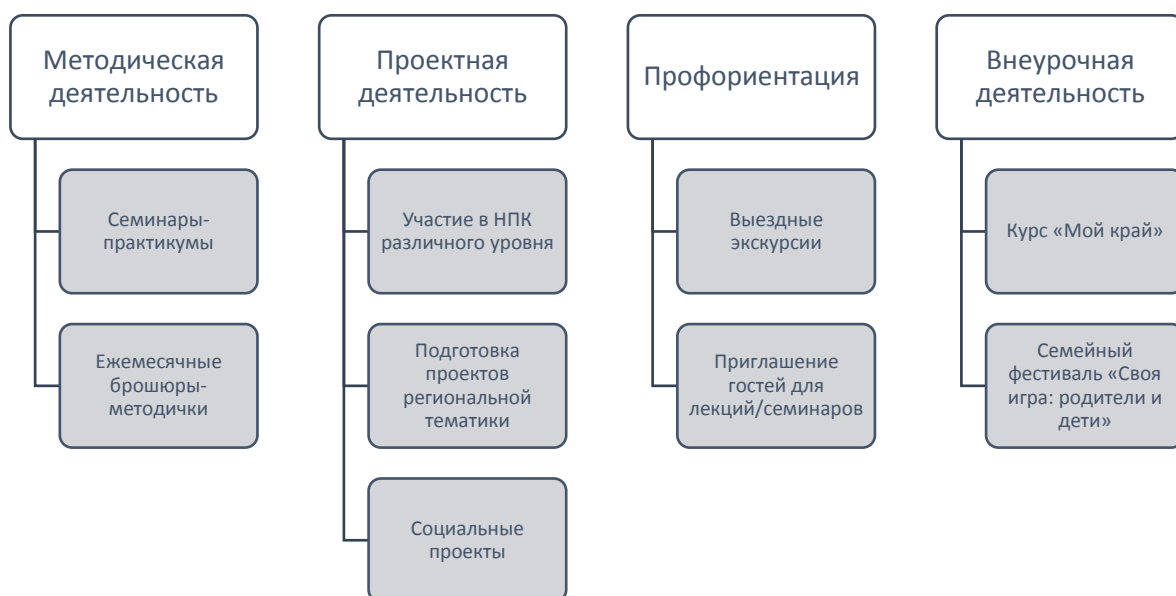 Методическая
деятельность
Семинары-
практикумы
Ежемесячные
брошюры-
методички
Проектная
деятельность
Участие в НПК
различного уровня
Подготовка
проектов
региональной
тематики
Социальные
проекты
Профориентация
Выездные
экскурсии
Приглашение
гостей для
лекций/семинаров
Внеурочная
деятельность
Курс «Мой край»
Семейный
фестиваль «Своя
игра: родители и
дети»